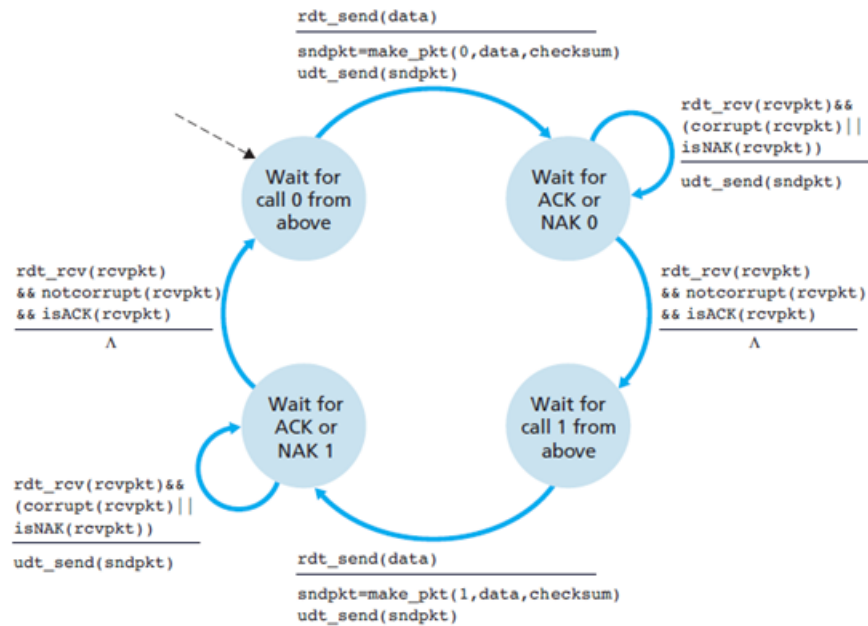 rdt_send(data)
sndpkt=make_pkt(0,data,checksum)
udt_send(sndpkt)
rdt_rcv(rcvpkt)&&
(corrupt(rcvpkt)||
isNAK(rcvpkt))
udt_send(sndpkt)
Wait for
call 0 from
above
Wait for
ACK or
NAK 0
rdt_rcv(rcvpkt)
&& notcorrupt(rcvpkt)
&& isACK(rcvpkt)
Λ
rdt_rcv(rcvpkt)
&& notcorrupt(rcvpkt)
&& isACK(rcvpkt)
Λ
Wait for
ACK or
NAK 1
Wait for
call 1 from
above
rdt_rcv(rcvpkt)&&
(corrupt(rcvpkt)||
isNAK(rcvpkt))
udt_send(sndpkt)
rdt_send(data)
sndpkt=make_pkt(1,data,checksum)
udt_send(sndpkt)